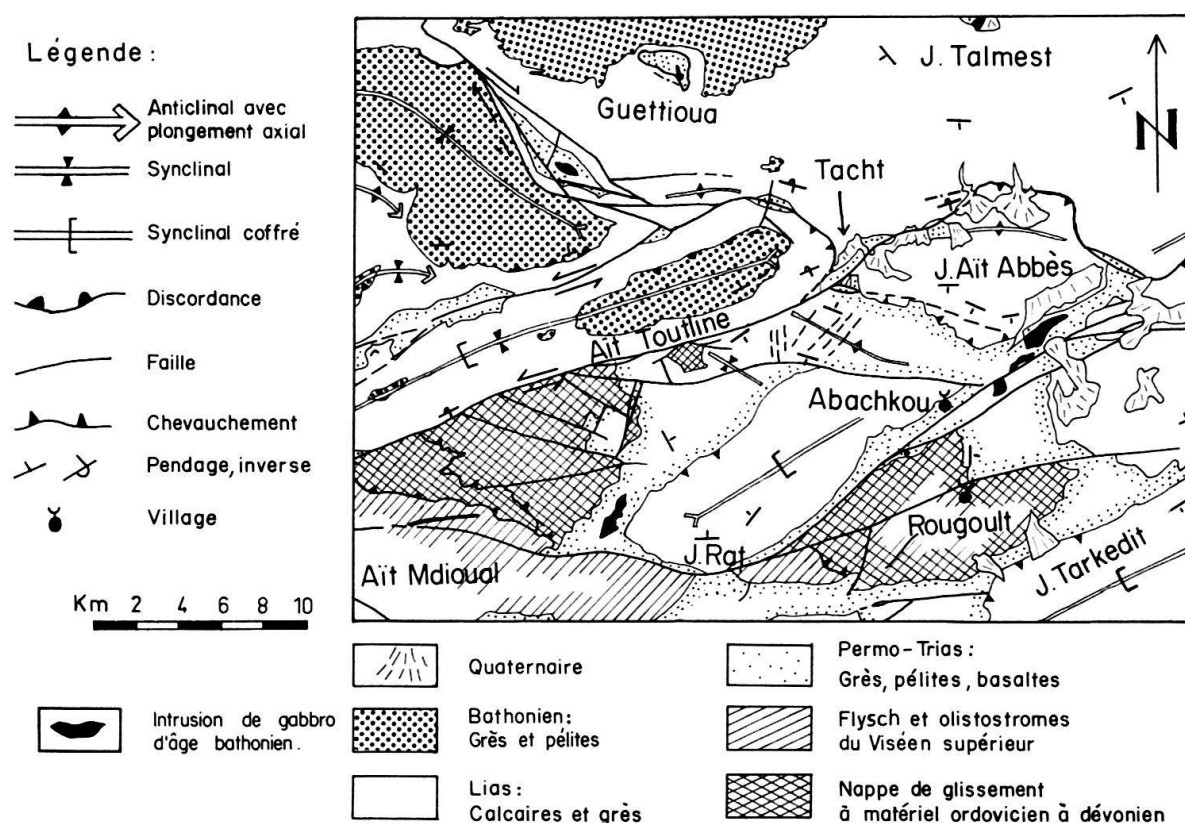 Légende :
Anticlinal avec
plongement axial
Synclinal
Synclinal coffré
Discordance
Faille
Chevauchement
Pendage, inverse
Village
Km 2 4 6 8 10
Intrusion de gabbro
d'âge bathonien.
J. Talmest
Guettioua
N
Tacht
J. Aït Abbès
Aït Toutline
Abachkou
Rougoult
J. Rat
Aït Mdioual
J. Tarkedit
Quaternaire
Bathonien :
Grès et pélites
Lias :
Calcaires et grès
Permo-Trias :
Grès, pélites, basaltes
Flysch et olistostromes
du Viséen supérieur
Nappe de glissement
à matériel ordovicien à dévonien